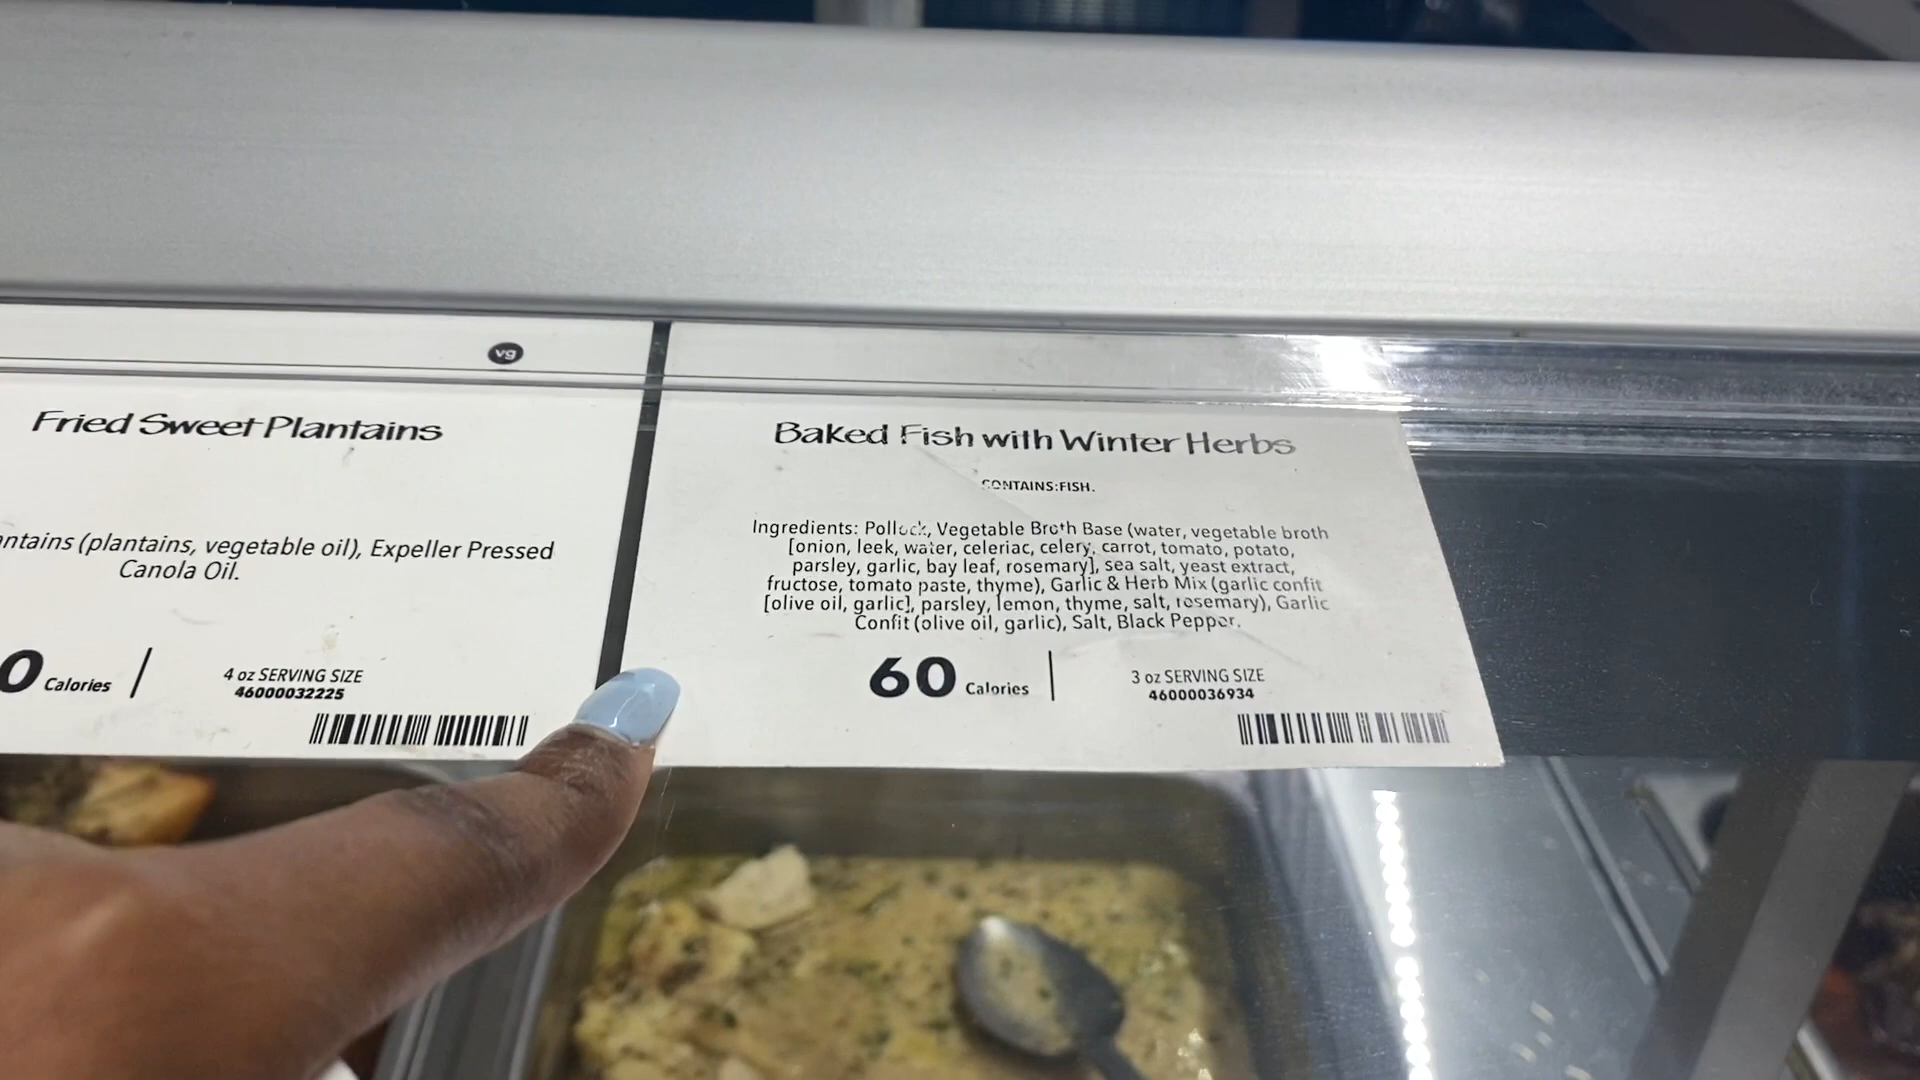 vg
Fried Sweet Plantains
(plantains, vegetable oil), Expeller Pressed
Canola Oil.
0 Calories
4 oz SERVING SIZE
46000032225
Baked Fish with Winter Herbs
CONTAINS:FISH.
Ingredients: Pollock, Vegetable Broth Base (water, vegetable broth
[onion, leek, water, celeriac, celery, carrot, tomato, potato,
parsley, garlic, bay leaf, rosemary], sea salt, yeast extract,
fructose, tomato paste, thyme), Garlic & Herb Mix (garlic confit
[olive oil, garlic], parsley, lemon, thyme, salt, rosemary), Garlic
Confit (olive oil, garlic), Salt, Black Pepper.
60 Calories
3 oz SERVING SIZE
46000036934